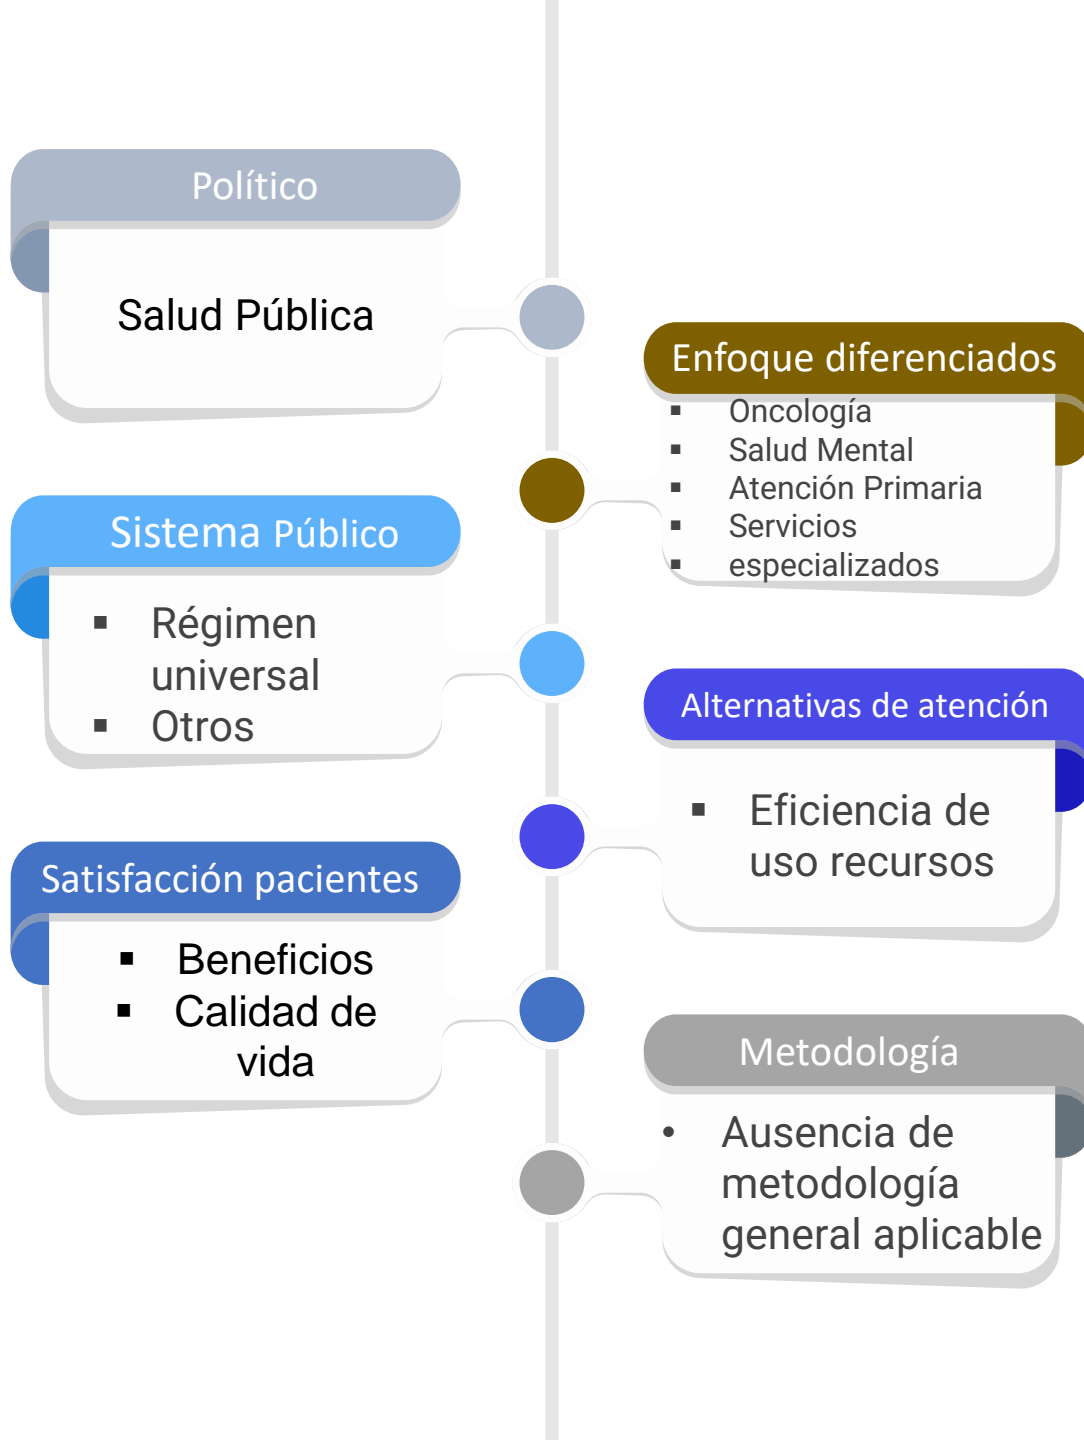 Político
Salud Pública
Enfoque diferenciados
▪ Oncología
▪ Salud Mental
▪ Atención Primaria
▪ Servicios
▪ especializados
Sistema Público
▪ Régimen
universal
▪ Otros
Alternativas de atención
▪ Eficiencia de
uso recursos
Satisfacción pacientes
▪ Beneficios
▪ Calidad de
vida
Metodología
• Ausencia de
metodología
general aplicable